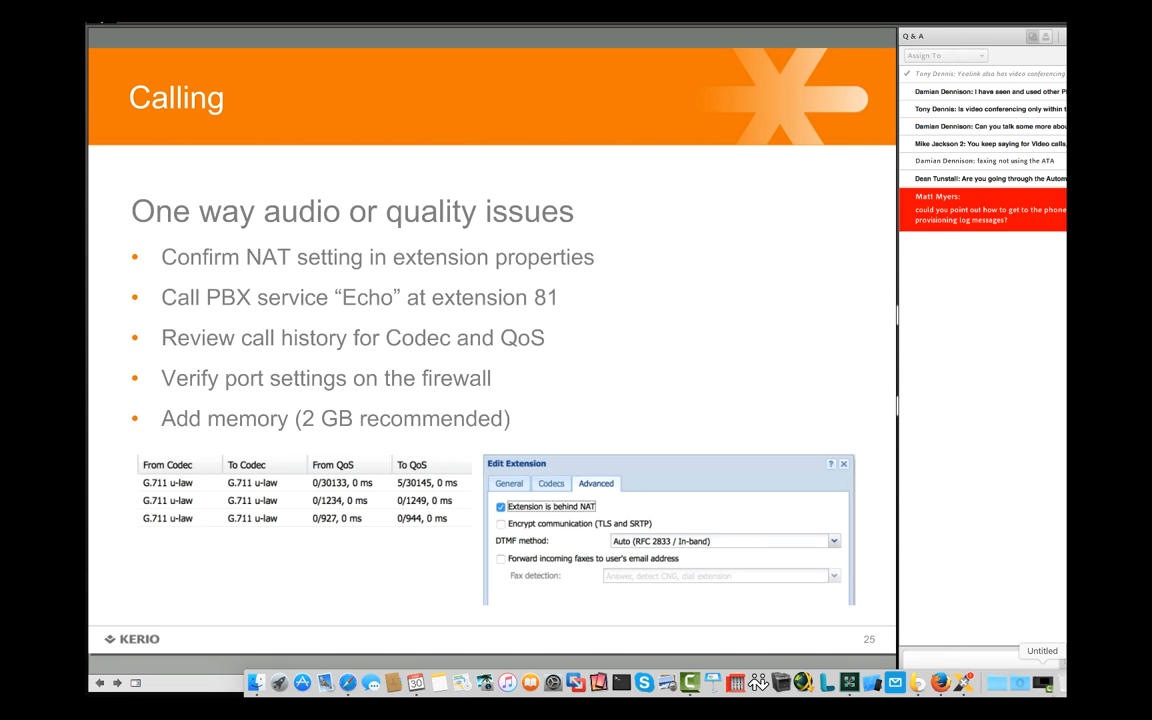 Calling
One way audio or quality issues
• Confirm NAT setting in extension properties
• Call PBX service “Echo” at extension 81
• Review call history for Codec and QoS
• Verify port settings on the firewall
• Add memory (2 GB recommended)
From Codec To Codec From QoS To QoS
G.711 u-law G.711 u-law 0/30133, 0 ms 5/30145, 0 ms
G.711 u-law G.711 u-law 0/1234, 0 ms 0/1249, 0 ms
G.711 u-law G.711 u-law 0/927, 0 ms 0/944, 0 ms
Edit Extension
General Codecs Advanced
Extension is behind NAT
Encrypt communication (TLS and SRTP)
DTMF method: Auto (RFC 2833 / In-band)
Forward incoming faxes to user's email address
Fax detection: Answer, detect CNG, dial extension
KERIO
25
Q & A
Assign To
Tony Dennis: Yealink also has video conferencing
Damian Dennison: I have seen and used other P
Tony Dennis: Is video conferencing only within t
Damian Dennison: Can you talk some more abou
Mike Jackson 2: You keep saying for Video calls,
Damian Dennison: faxing not using the ATA
Dean Tunstall: Are you going through the Autom
Matt Myers:
could you point out how to get to the phone
provisioning log messages?
Untitled
30